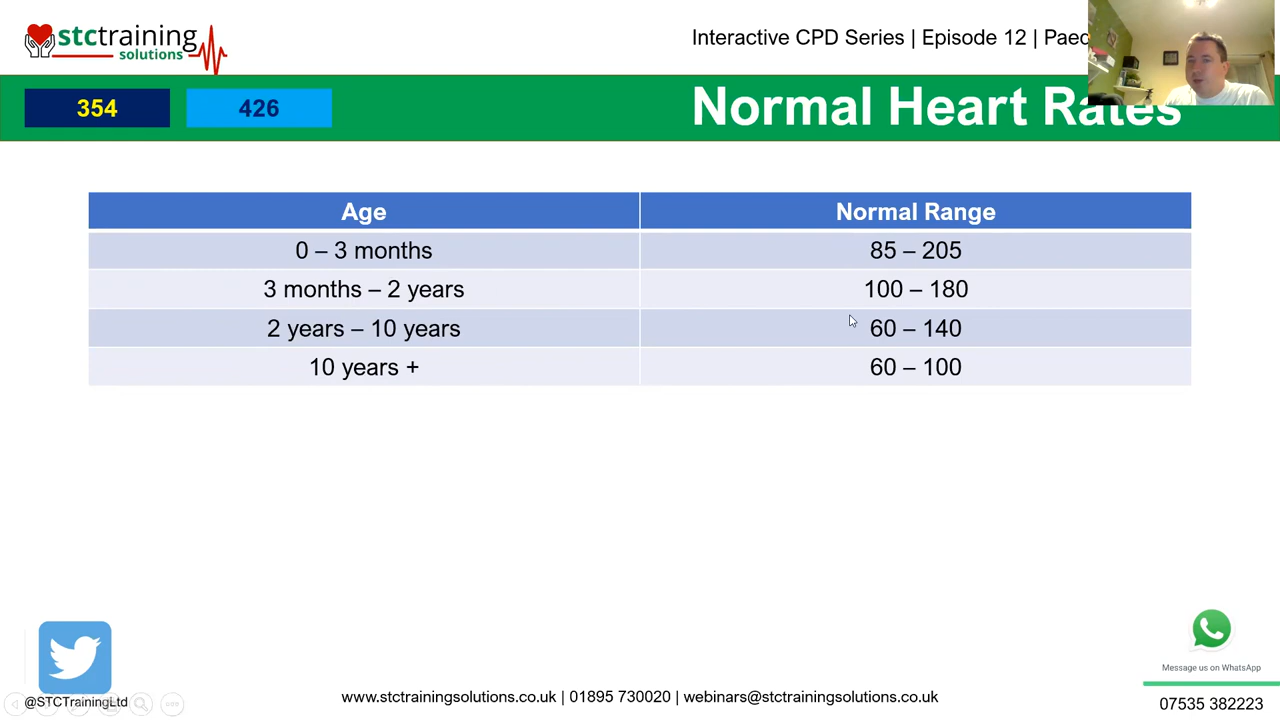 stctraining
solutions
Interactive CPD Series | Episode 12 | Paed
354
426
Normal Heart Rates
Age
Normal Range
0 – 3 months
85 – 205
3 months – 2 years
100 – 180
2 years – 10 years
60 – 140
10 years +
60 – 100
@STCTrainingLtd
www.stctrainingsolutions.co.uk | 01895 730020 | webinars@stctrainingsolutions.co.uk
Message us on WhatsApp
07535 382223